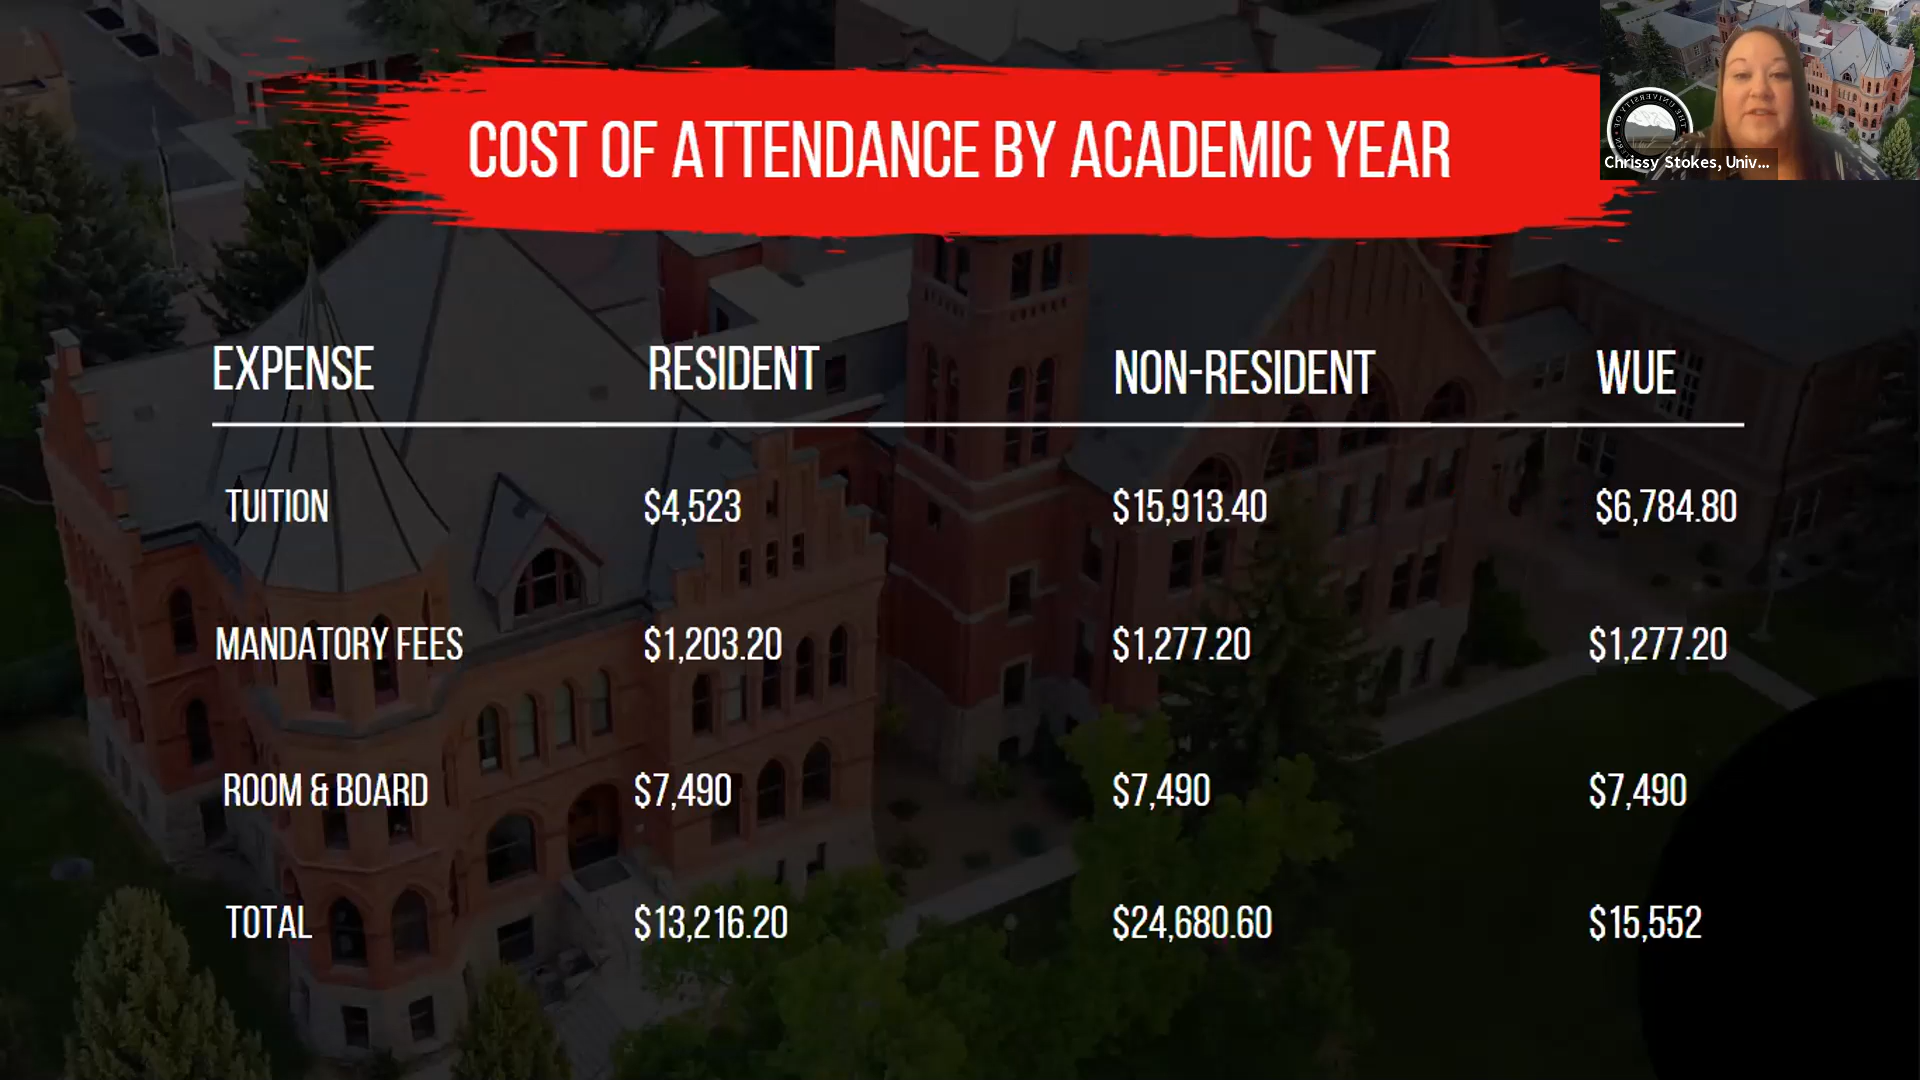 COST OF ATTENDANCE BY ACADEMIC YEAR
Chrissy Stokes, Univ...
EXPENSE RESIDENT NON-RESIDENT WUE
TUITION $4,523 $15,913.40 $6,784.80
MANDATORY FEES $1,203.20 $1,277.20 $1,277.20
ROOM & BOARD $7,490 $7,490 $7,490
TOTAL $13,216.20 $24,680.60 $15,552